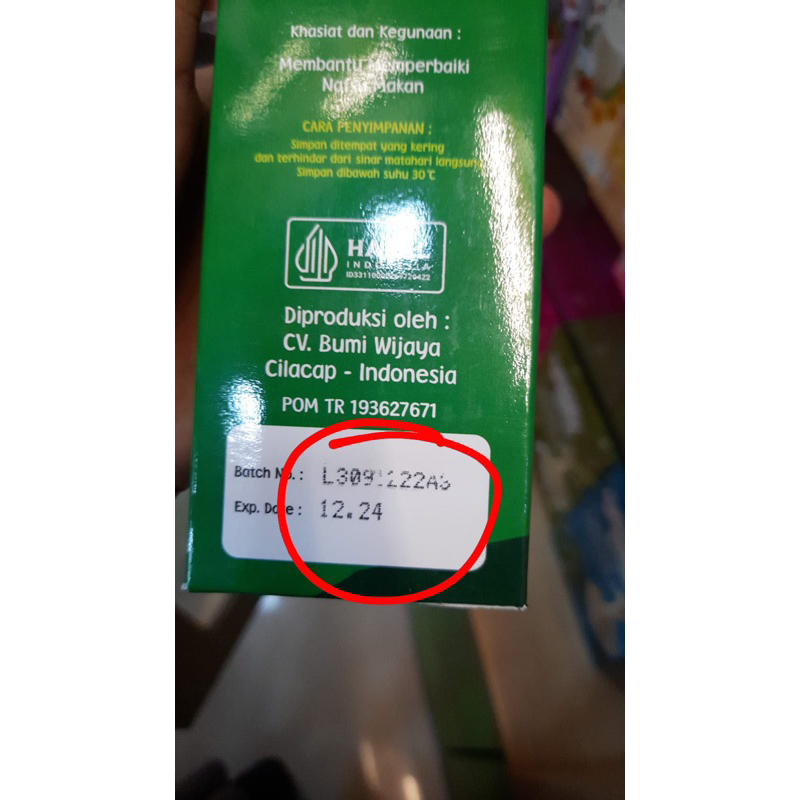 Khasiat dan Kegunaan :
Membantu Memperbaiki
Nafsu Makan
CARA PENYIMPANAN :
Simpan ditempat yang kering
dan terhindar dari sinar matahari langsung
Simpan dibawah suhu 30°C
HALAL
INDONESIA
Diproduksi oleh :
CV. Bumi Wijaya
Cilacap - Indonesia
POM TR 193627671
Batch No. :
Exp. Date : 12.24